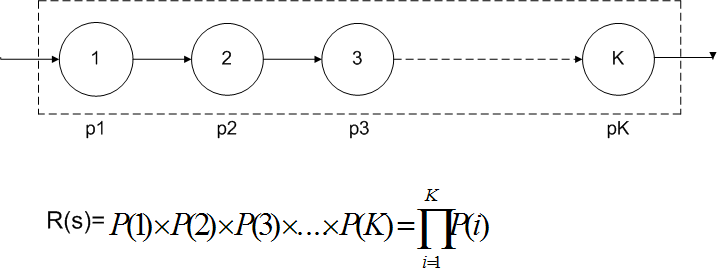 1 2 3 K
p1 p2 p3 pK
R(s)= P(1)×P(2)×P(3)×...×P(K)=∏_{i=1}^{K}P(i)